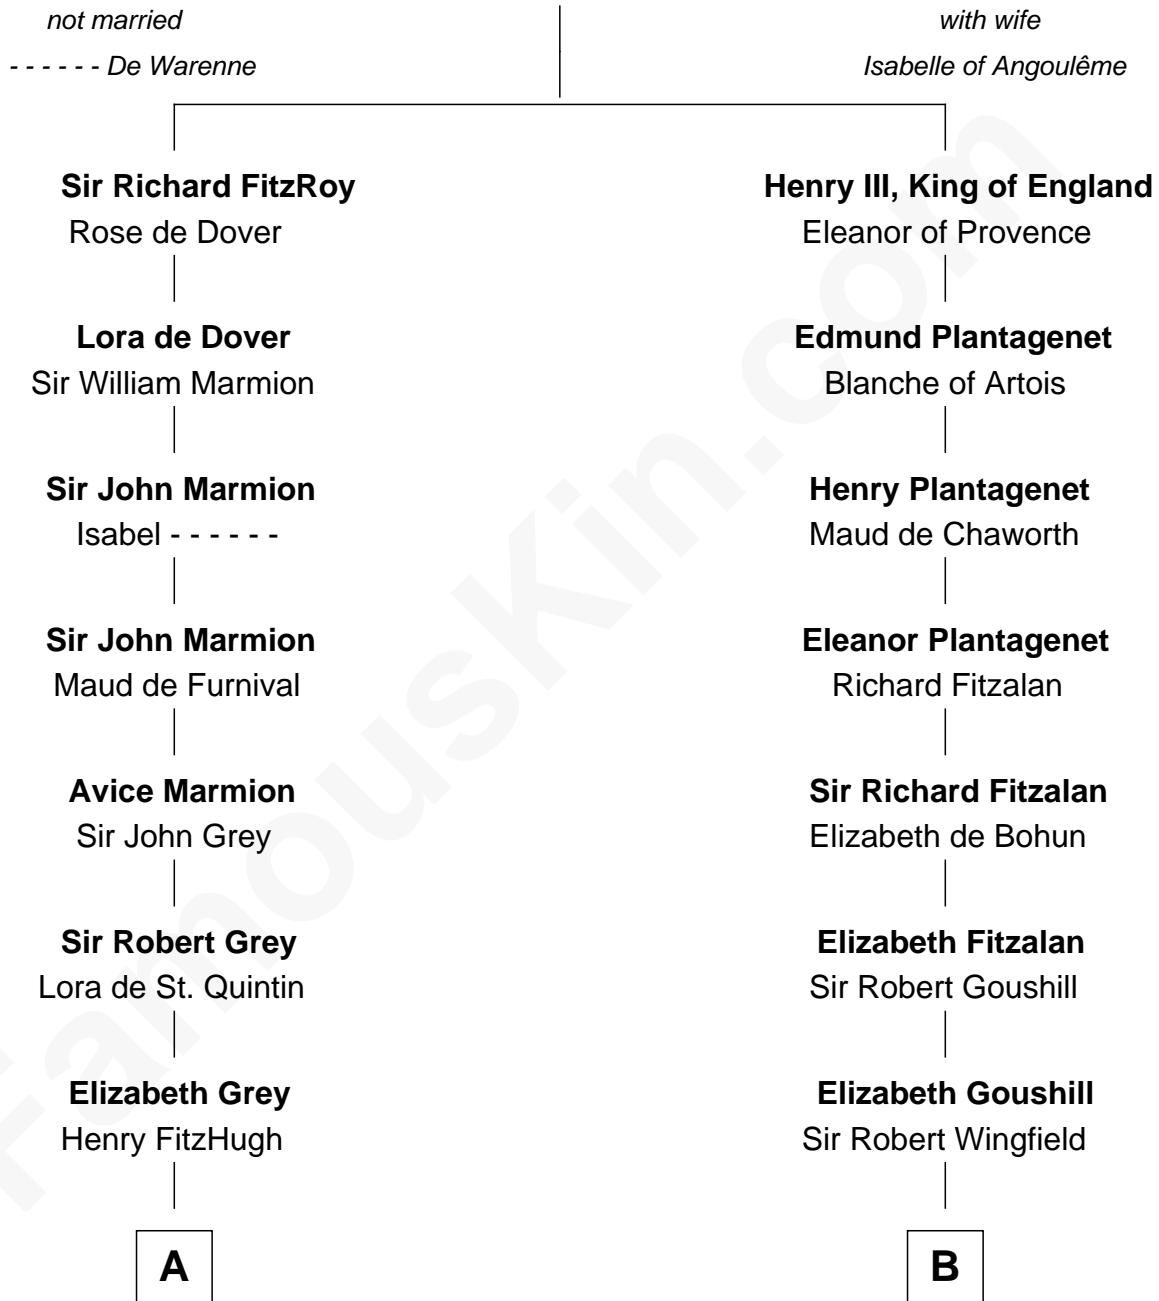 not married
with wife
- - - - - - De Warenne
Isabelle of Angoulême
Sir Richard FitzRoy
Henry III, King of England
Rose de Dover
Eleanor of Provence
Lora de Dover
Edmund Plantagenet
Sir William Marmion
Blanche of Artois
Sir John Marmion
Henry Plantagenet
Isabel - - - - - -
Maud de Chaworth
Sir John Marmion
Eleanor Plantagenet
Maud de Furnival
Richard Fitzalan
Avice Marmion
Sir Richard Fitzalan
Sir John Grey
Elizabeth de Bohun
Sir Robert Grey
Elizabeth Fitzalan
Lora de St. Quintin
Sir Robert Goushill
Elizabeth Grey
Elizabeth Goushill
Henry FitzHugh
Sir Robert Wingfield
A
B
FamousKin.com